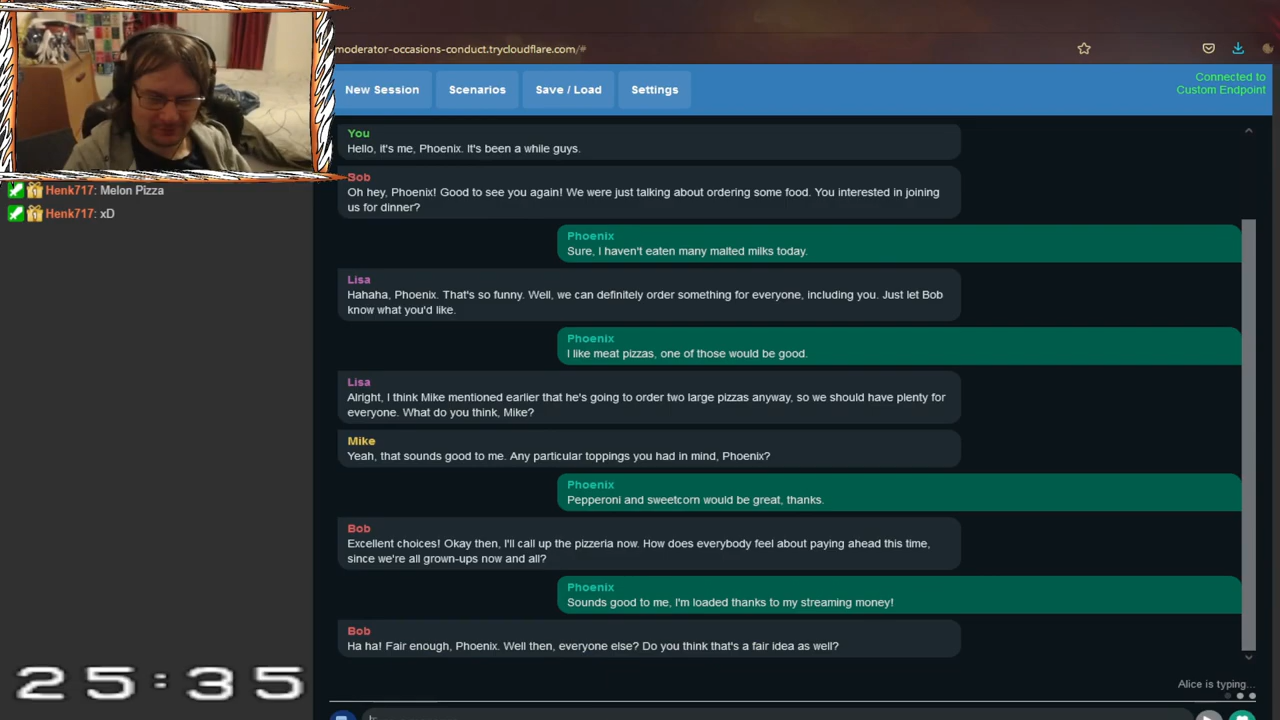 moderator-occasions-conduct.trycloudflare.com/#
New Session
Scenarios
Save / Load
Settings
Connected to
Custom Endpoint
Henk717: Melon Pizza
Henk717: xD
You
Hello, it's me, Phoenix. It's been a while guys.
Bob
Oh hey, Phoenix! Good to see you again! We were just talking about ordering some food. You interested in joining
us for dinner?
Phoenix
Sure, I haven't eaten many malted milks today.
Lisa
Hahaha, Phoenix. That's so funny. Well, we can definitely order something for everyone, including you. Just let Bob
know what you'd like.
Phoenix
I like meat pizzas, one of those would be good.
Lisa
Alright, I think Mike mentioned earlier that he's going to order two large pizzas anyway, so we should have plenty for
everyone. What do you think, Mike?
Mike
Yeah, that sounds good to me. Any particular toppings you had in mind, Phoenix?
Phoenix
Pepperoni and sweetcorn would be great, thanks.
Bob
Excellent choices! Okay then, I'll call up the pizzeria now. How does everybody feel about paying ahead this time,
since we're all grown-ups now and all?
Phoenix
Sounds good to me, I'm loaded thanks to my streaming money!
Bob
Ha ha! Fair enough, Phoenix. Well then, everyone else? Do you think that's a fair idea as well?
Alice is typing...
25:35